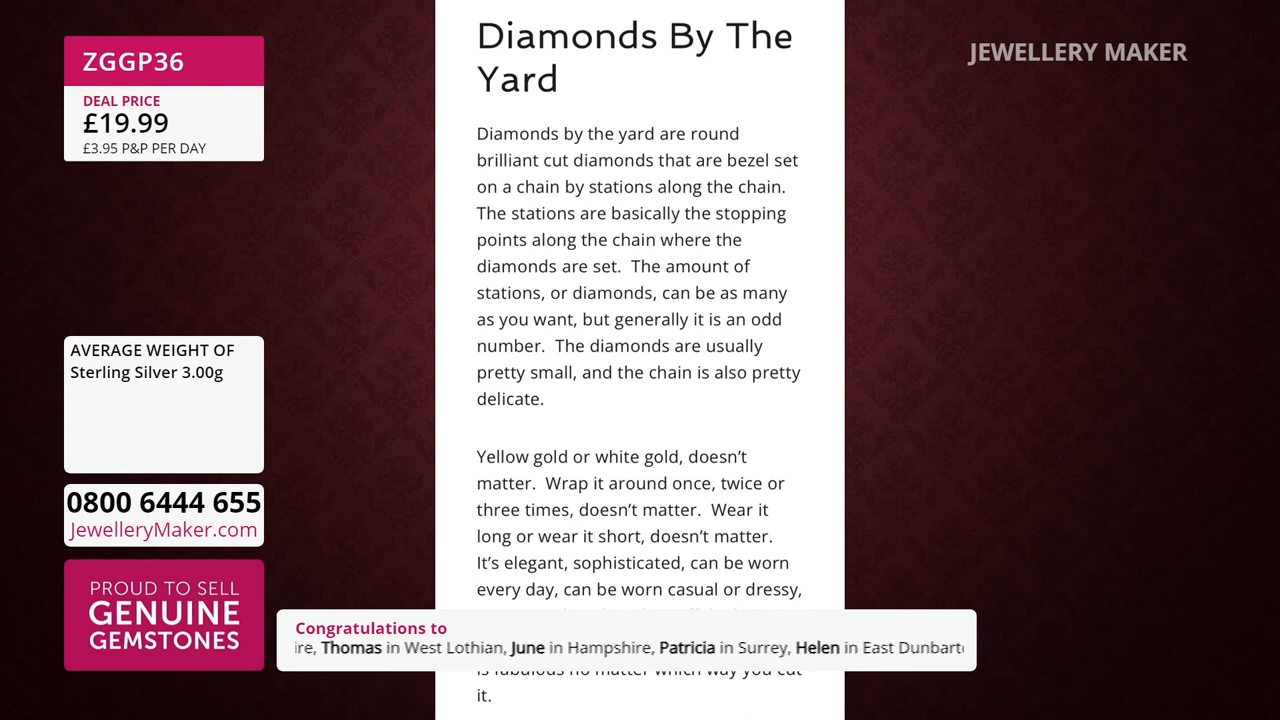 ZGGP36
DEAL PRICE
£19.99
£3.95 P&P PER DAY
AVERAGE WEIGHT OF
Sterling Silver 3.00g
0800 6444 655
JewelleryMaker.com
PROUD TO SELL
GENUINE
GEMSTONES
Diamonds By The
Yard
Diamonds by the yard are round
brilliant cut diamonds that are bezel set
on a chain by stations along the chain.
The stations are basically the stopping
points along the chain where the
diamonds are set.  The amount of
stations, or diamonds, can be as many
as you want, but generally it is an odd
number.  The diamonds are usually
pretty small, and the chain is also pretty
delicate.
Yellow gold or white gold, doesn’t
matter.  Wrap it around once, twice or
three times, doesn’t matter.  Wear it
long or wear it short, doesn’t matter.
It’s elegant, sophisticated, can be worn
every day, can be worn casual or dressy,
is fabulous no matter which way you cut
it.
Congratulations to
ire, Thomas in West Lothian, June in Hampshire, Patricia in Surrey, Helen in East Dunbart
JEWELLERY MAKER